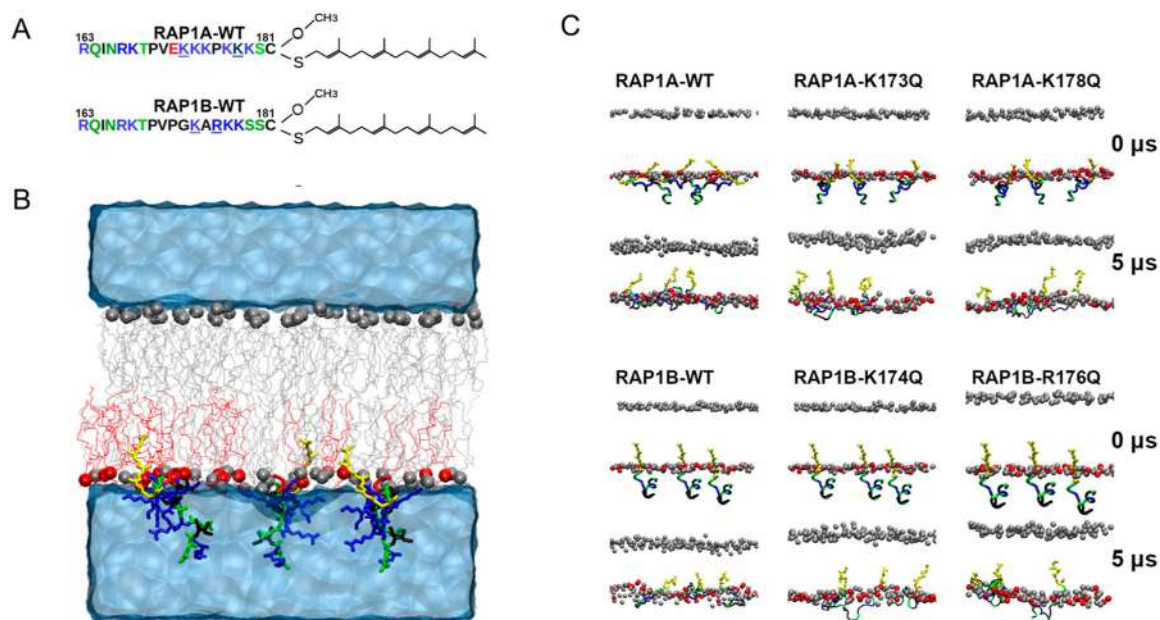 A
163 RAP1A-WT 181
RQINRKTPVEKKKPKKKSC
O
CH3
S
163 RAP1B-WT 181
RQINRKTPVPGKARKKSSC
O
CH3
S
B
C
RAP1A-WT RAP1A-K173Q RAP1A-K178Q
0 µs
5 µs
RAP1B-WT RAP1B-K174Q RAP1B-R176Q
0 µs
5 µs